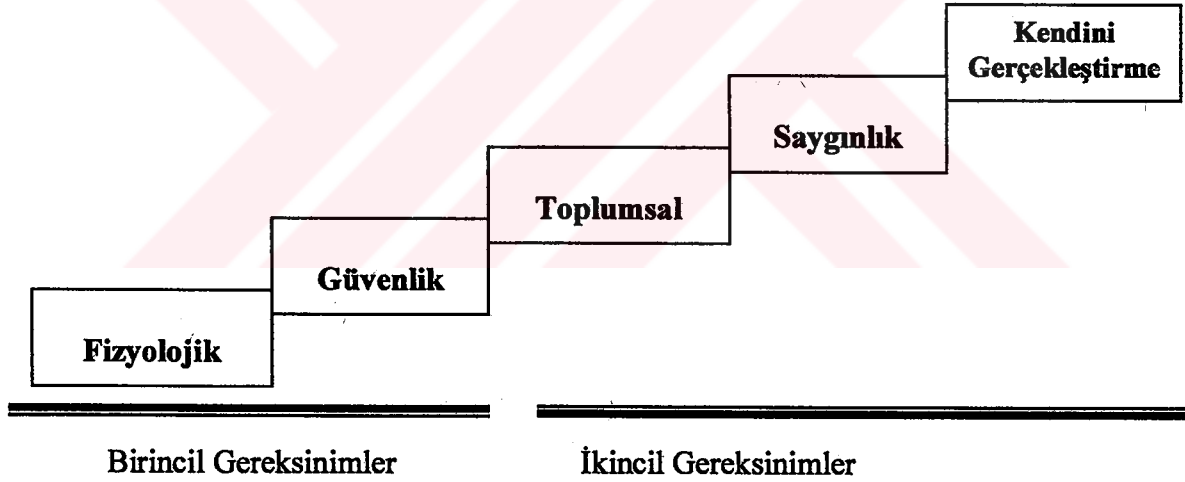 Kendini
Gerçekleştirme
Saygınlık
Toplumsal
Güvenlik
Fizyolojik
Birincil Gereksinimler
İkincil Gereksinimler